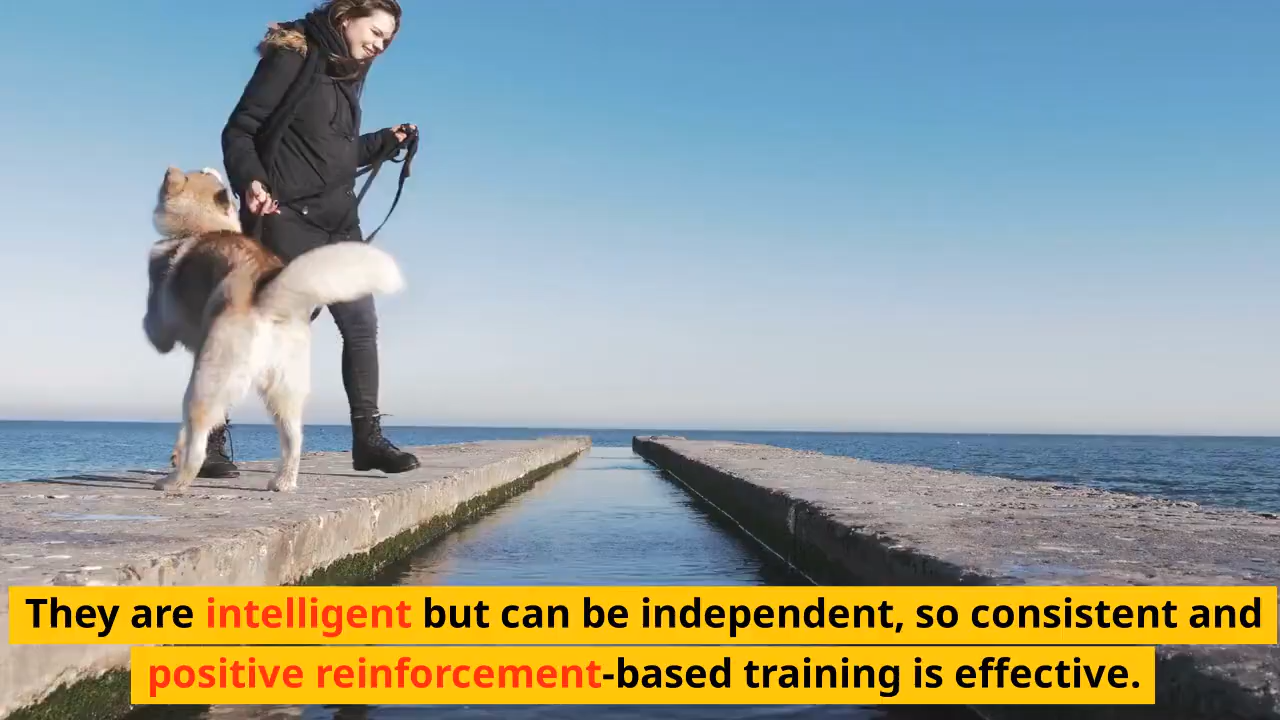 They are intelligent but can be independent, so consistent and
positive reinforcement-based training is effective.